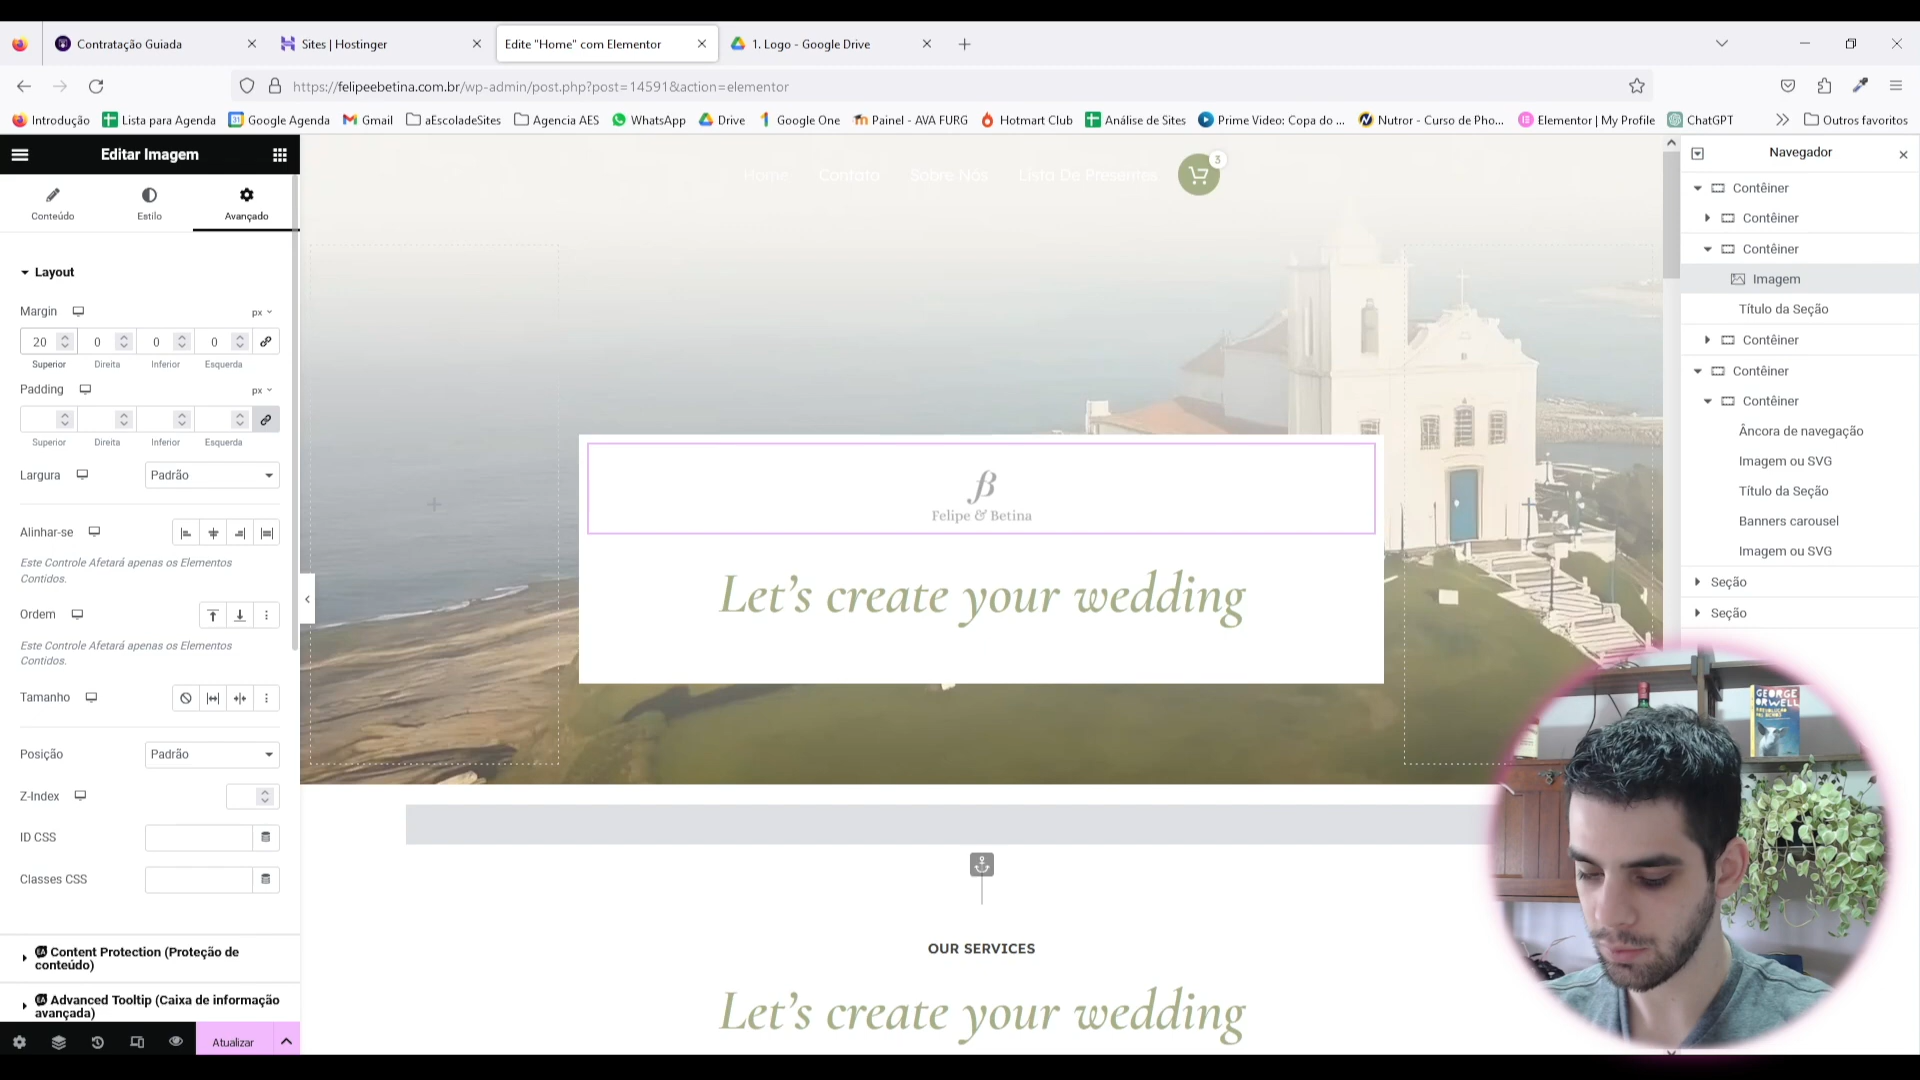 Contratação Guiada
Sites | Hostinger
Edite "Home" com Elementor
1. Logo - Google Drive
https://felipeebetina.com.br/wp-admin/post.php?post=14591&action=elementor
Introdução
Lista para Agenda
Google Agenda
Gmail
aEscoladeSites
Agencia AES
WhatsApp
Drive
Google One
Painel - AVA FURG
Hotmart Club
Análise de Sites
Prime Video: Copa do ...
Nutror - Curso de Pho...
Elementor | My Profile
ChatGPT
Outros favoritos
Editar Imagem
Conteúdo
Estilo
Avançado
Layout
Margin
px
20 0 0 0
Superior Direita Inferior Esquerda
Padding
px
Superior Direita Inferior Esquerda
Largura
Padrão
Alinhar-se
Este Controle Afetará apenas os Elementos
Contidos.
Ordem
Este Controle Afetará apenas os Elementos
Contidos.
Tamanho
Posição
Padrão
Z-Index
ID CSS
Classes CSS
Content Protection (Proteção de
conteúdo)
Advanced Tooltip (Caixa de informação
avançada)
Atualizar
Home
Contato
Sobre Nós
Lista De Presentes
3
Felipe & Betina
Let's create your wedding
OUR SERVICES
Let's create your wedding
Navegador
Contêiner
Contêiner
Contêiner
Imagem
Título da Seção
Contêiner
Contêiner
Contêiner
Âncora de navegação
Imagem ou SVG
Título da Seção
Banners carousel
Imagem ou SVG
Seção
Seção
GEORGE
ORWELL